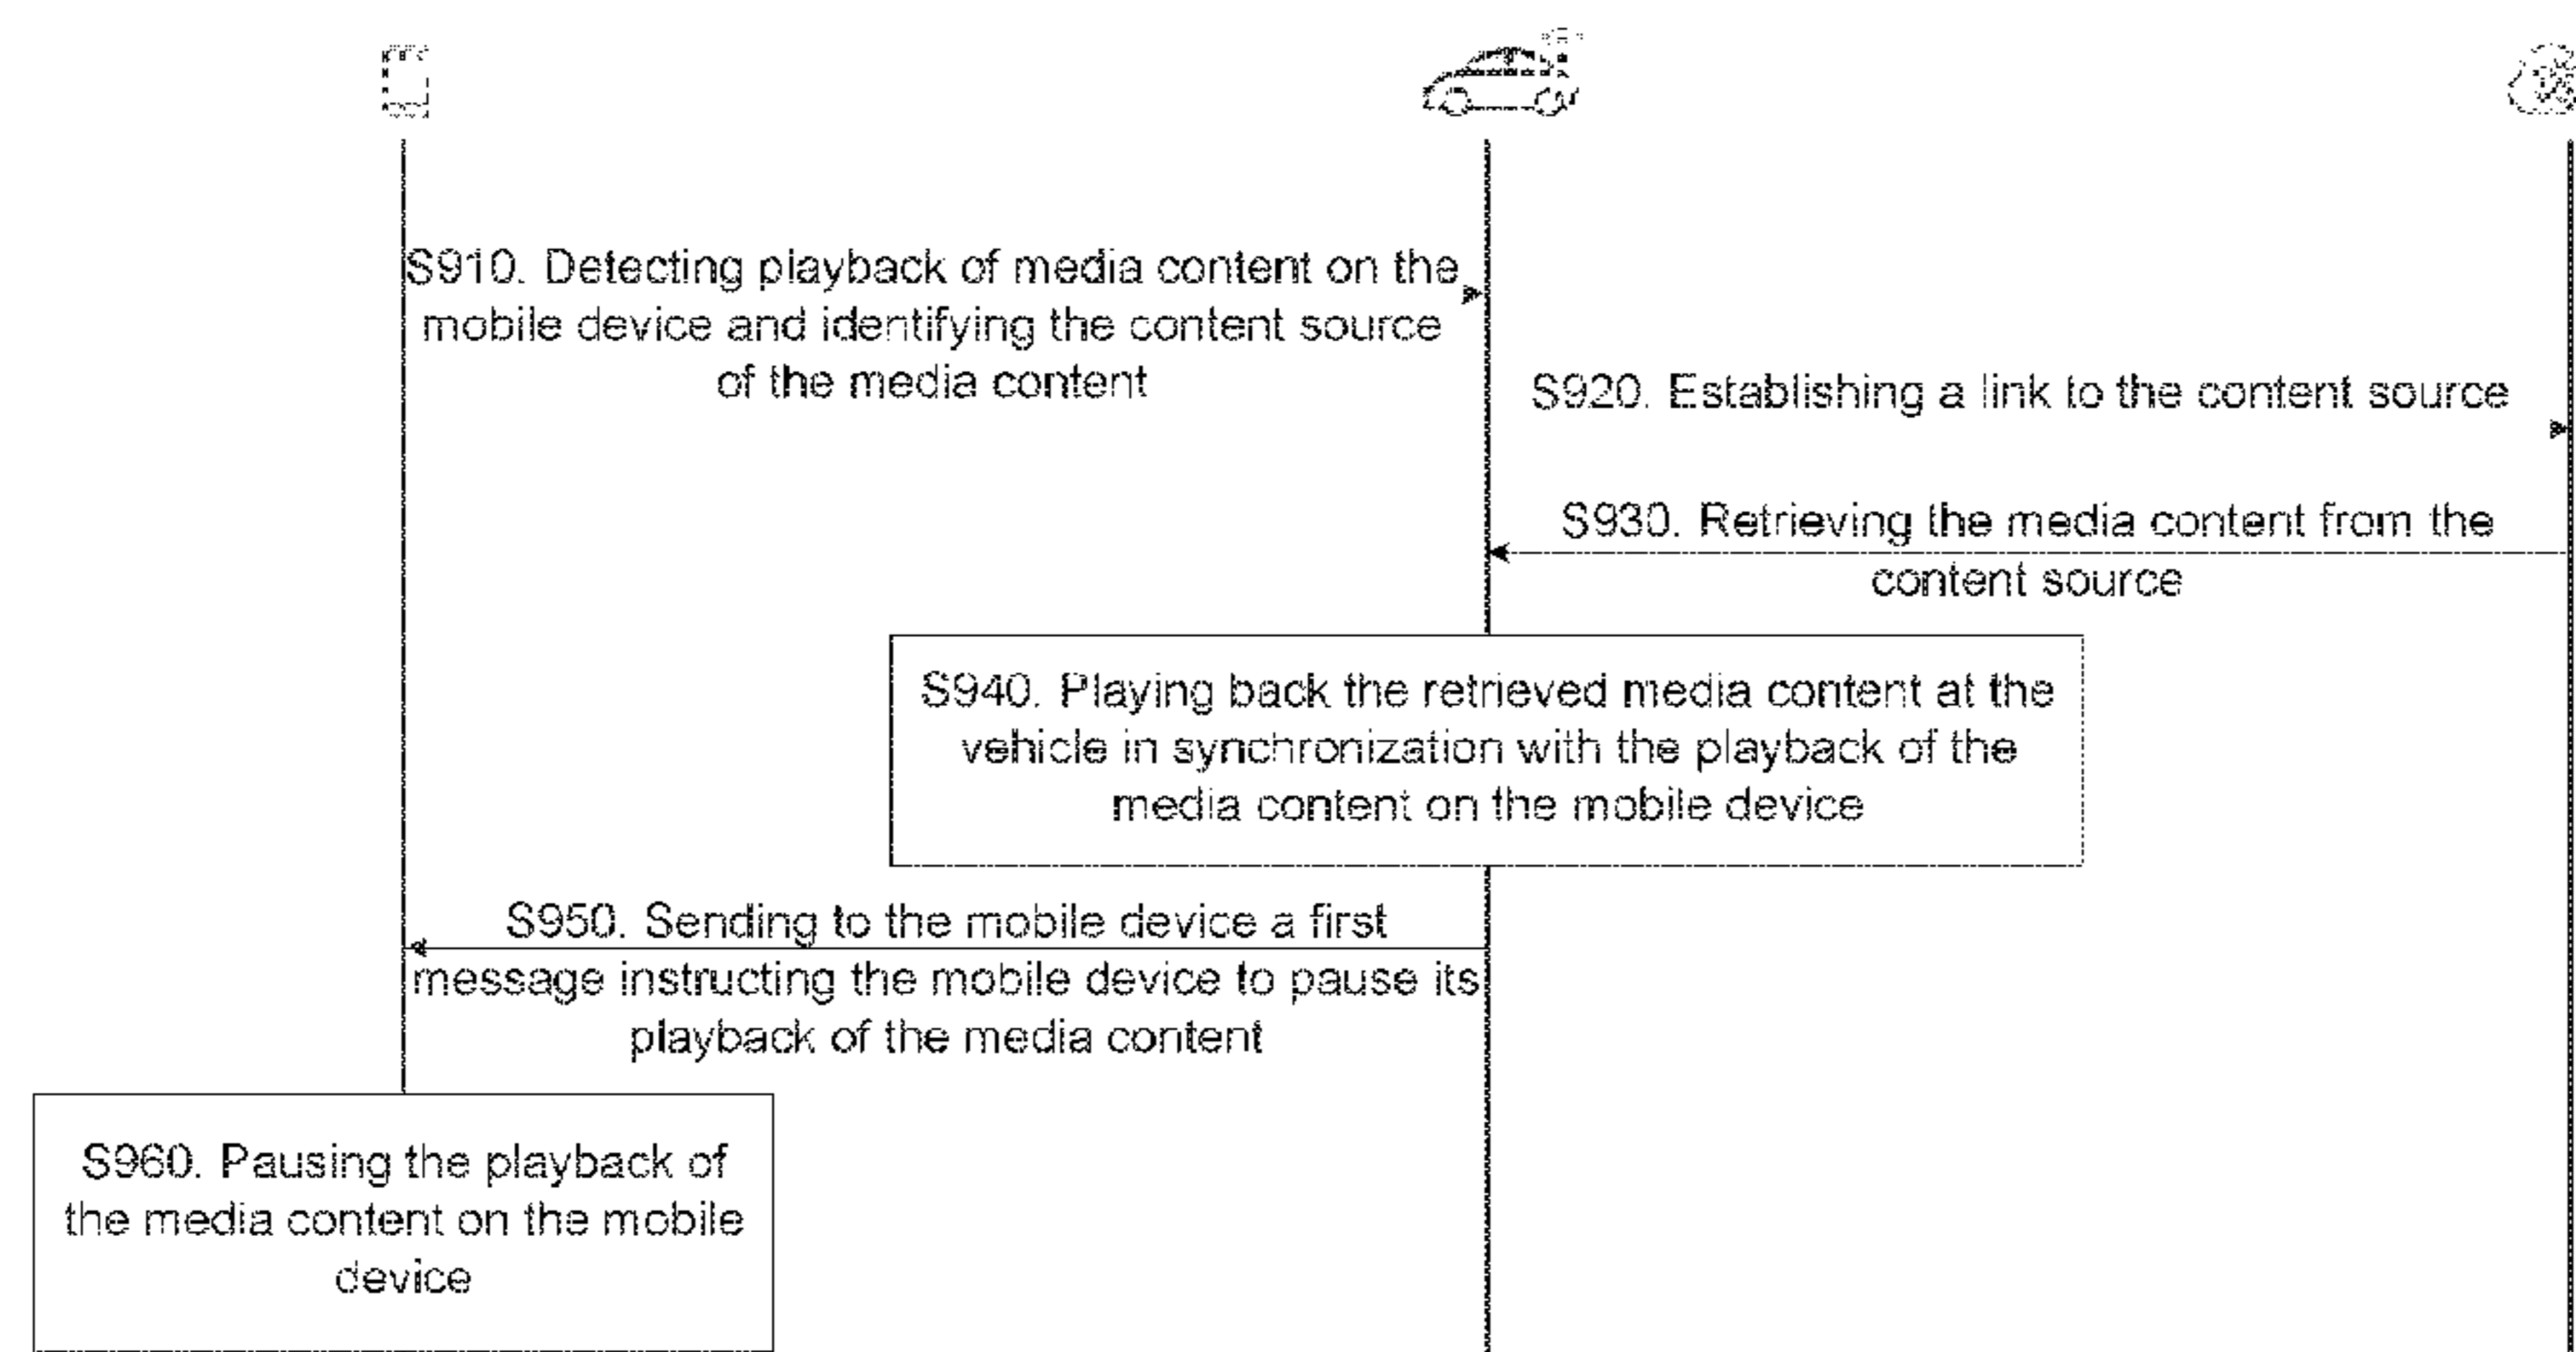 S910. Detecting playback of media content on the
mobile device and identifying the content source
of the media content
S920. Establishing a link to the content source
S930. Retrieving the media content from the
content source
S940. Playing back the retrieved media content at the
vehicle in synchronization with the playback of the
media content on the mobile device
S950. Sending to the mobile device a first
message instructing the mobile device to pause its
playback of the media content
S960. Pausing the playback of
the media content on the mobile
device